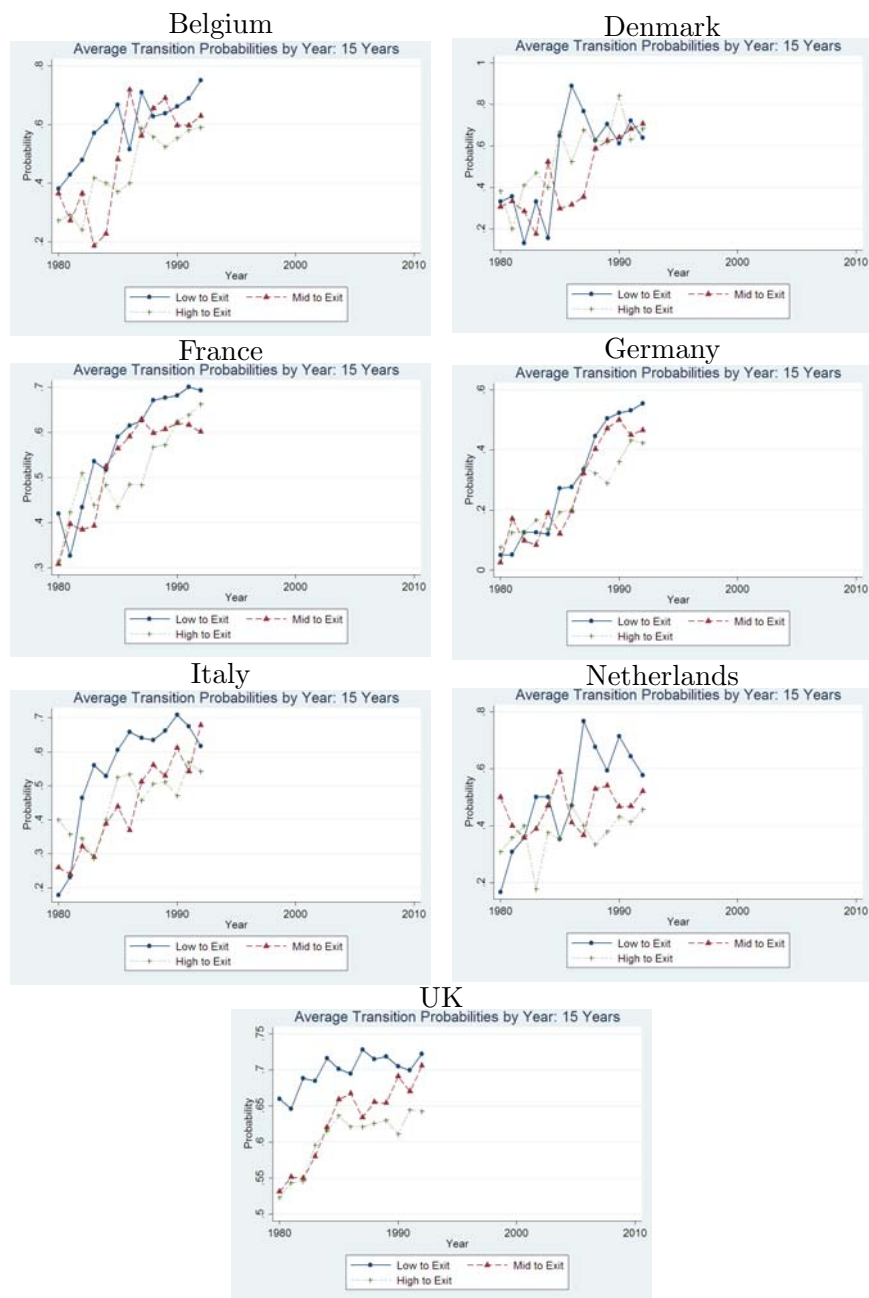 Belgium
Average Transition Probabilities by Year: 15 Years
Probability
.8
.6
.4
.2
1980 1990 2000 2010
Year
Low to Exit Mid to Exit
High to Exit
Denmark
Average Transition Probabilities by Year: 15 Years
Probability
1
.8
.6
.4
.2
1980 1990 2000 2010
Year
Low to Exit Mid to Exit
High to Exit
France
Average Transition Probabilities by Year: 15 Years
Probability
.7
.6
.5
.4
.3
1980 1990 2000 2010
Year
Low to Exit Mid to Exit
High to Exit
Germany
Average Transition Probabilities by Year: 15 Years
Probability
.6
.4
.2
0
1980 1990 2000 2010
Year
Low to Exit Mid to Exit
High to Exit
Italy
Average Transition Probabilities by Year: 15 Years
Probability
.7
.6
.5
.4
.3
.2
1980 1990 2000 2010
Year
Low to Exit Mid to Exit
High to Exit
Netherlands
Average Transition Probabilities by Year: 15 Years
Probability
.8
.6
.4
.2
1980 1990 2000 2010
Year
Low to Exit Mid to Exit
High to Exit
UK
Average Transition Probabilities by Year: 15 Years
Probability
.75
.7
.65
.6
.55
.5
1980 1990 2000 2010
Year
Low to Exit Mid to Exit
High to Exit